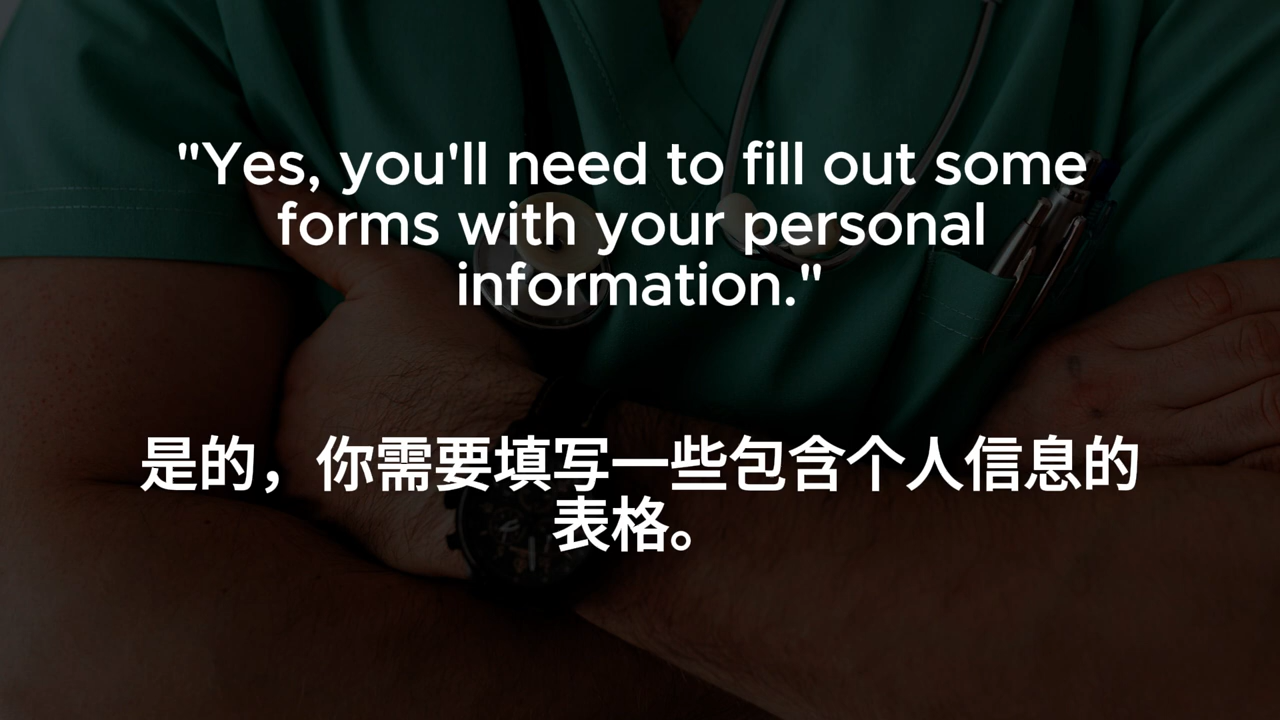 "Yes, you'll need to fill out some
forms with your personal
information."
是的，你需要填写一些包含个人信息的
表格。